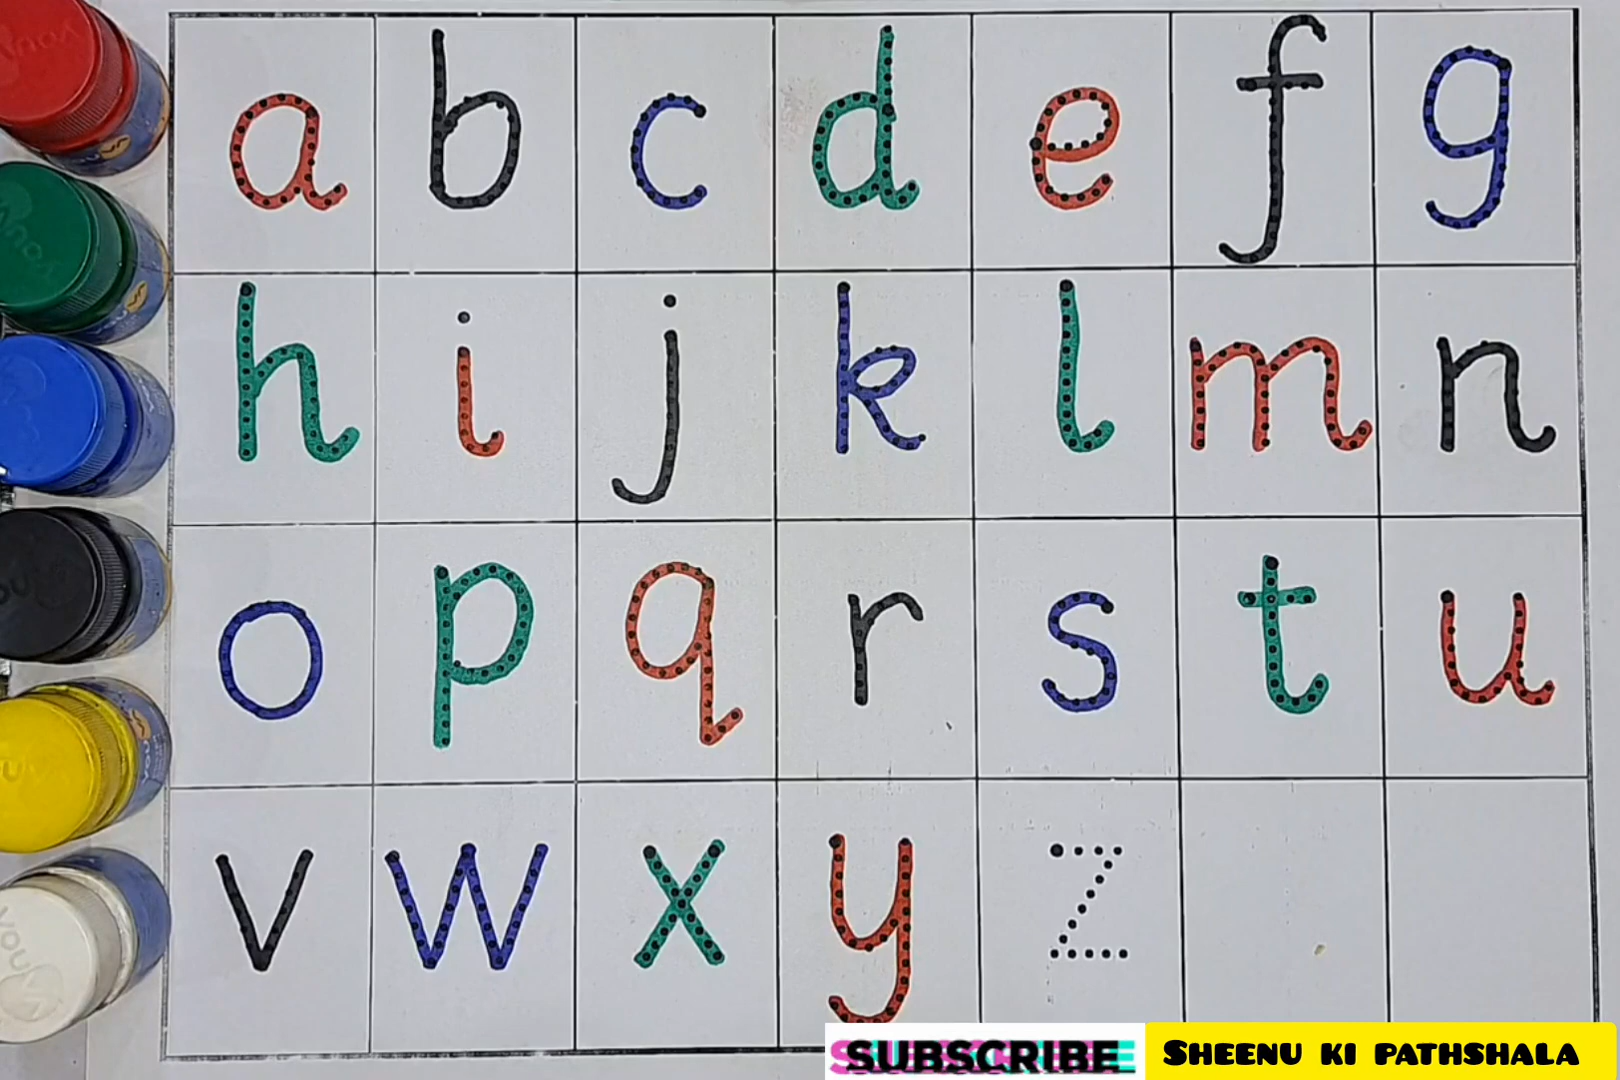 a b c d e f g
h i j k l m n
o p q r s t u
v w x y z
SUBSCRIBE SHEENU KI PATHSHALA